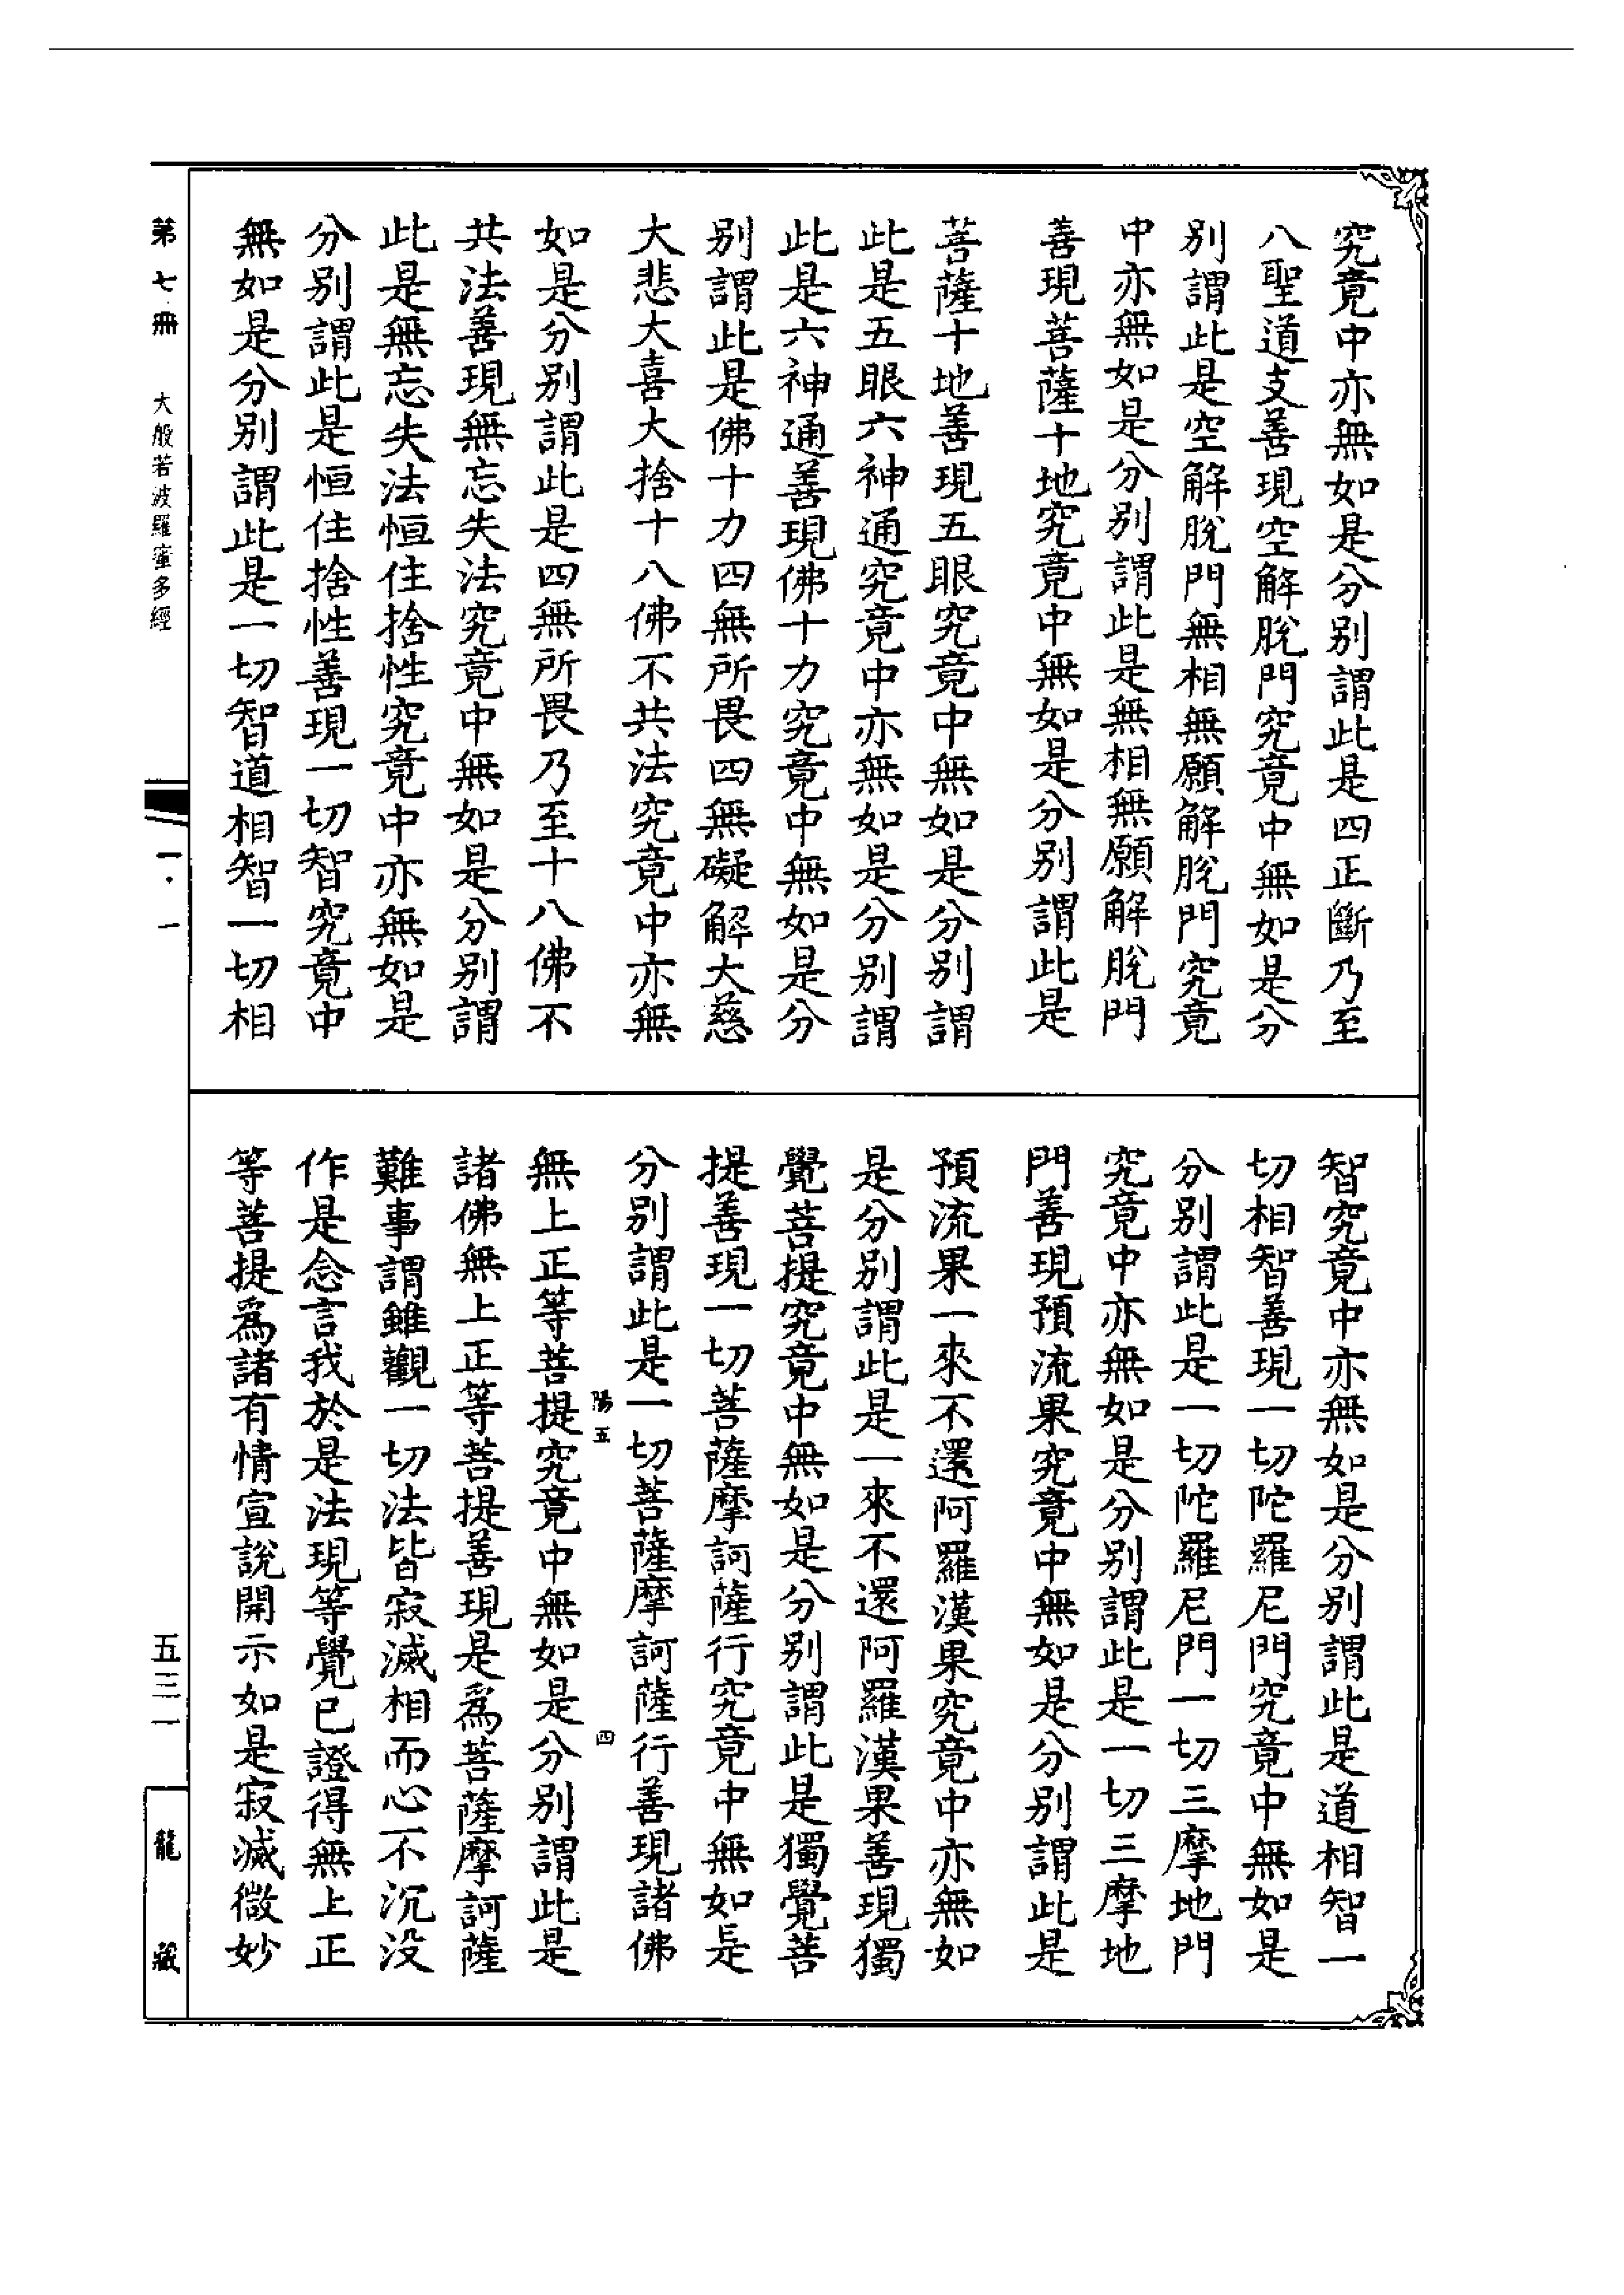 究竟中亦無如是分別謂此是四正斷乃至
八聖道支善現空解脫門究竟中無如是分
別謂此是空解脫門無相無願解脫門究竟
中亦無如是分別謂此是無相無願解脫門
善現菩薩十地究竟中無如是分別謂此是
菩薩十地善現五眼究竟中無如是分別謂
此是五眼六神通究竟中亦無如是分別謂
此是六神通善現佛十力究竟中無如是分
別謂此是佛十力四無所畏四無礙解大慈
大悲大喜大捨十八佛不共法究竟中亦無
如是分別謂此是四無所畏乃至十八佛不
共法善現無忘失法究竟中無如是分別謂
此是無忘失法恒住捨性究竟中亦無如是
分別謂此是恒住捨性善現一切智究竟中
無如是分別謂此是一切智道相智一切相
智究竟中亦無如是分別謂此是道相智一
切相智善現一切陀羅尼門究竟中無如是
分別謂此是一切陀羅尼門一切三摩地門
究竟中亦無如是分別謂此是一切三摩地
門善現預流果究竟中無如是分別謂此是
預流果一來不還阿羅漢果究竟中亦無如
是分別謂此是一來不還阿羅漢果善現獨
覺菩提究竟中無如是分別謂此是獨覺菩
提善現一切菩薩摩訶薩行究竟中無如是
分別謂此是一切菩薩摩訶薩行善現諸佛
陽五 四
無上正等菩提究竟中無如是分別謂此是
諸佛無上正等菩提善現是為菩薩摩訶薩
難事謂雖觀一切法皆寂滅相而心不沉没
作是念言我於是法現等覺已證得無上正
等菩提為諸有情宣說開示如是寂滅微妙
第七冊 大般若波羅蜜多經 一·一 五三一 龍藏